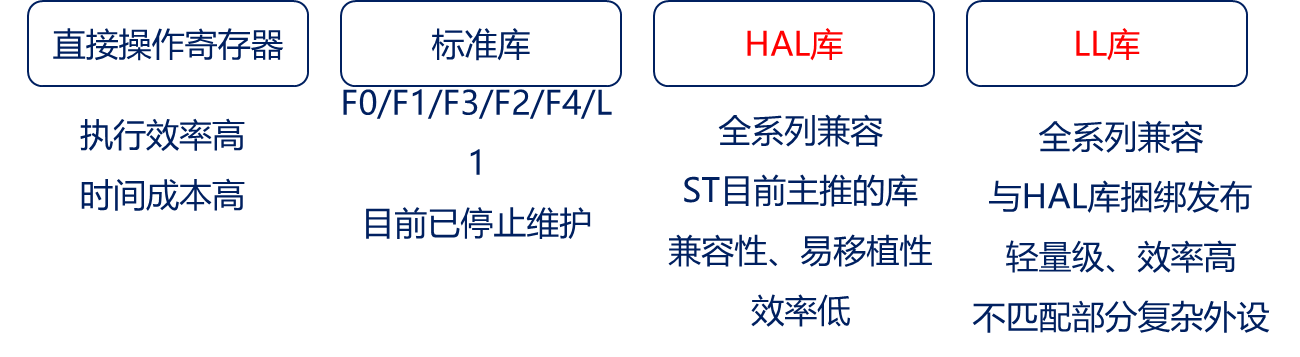 直接操作寄存器
执行效率高
时间成本高
标准库
F0/F1/F3/F2/F4/L
1
目前已停止维护
HAL库
全系列兼容
ST目前主推的库
兼容性、易移植性
效率低
LL库
全系列兼容
与HAL库捆绑发布
轻量级、效率高
不匹配部分复杂外设